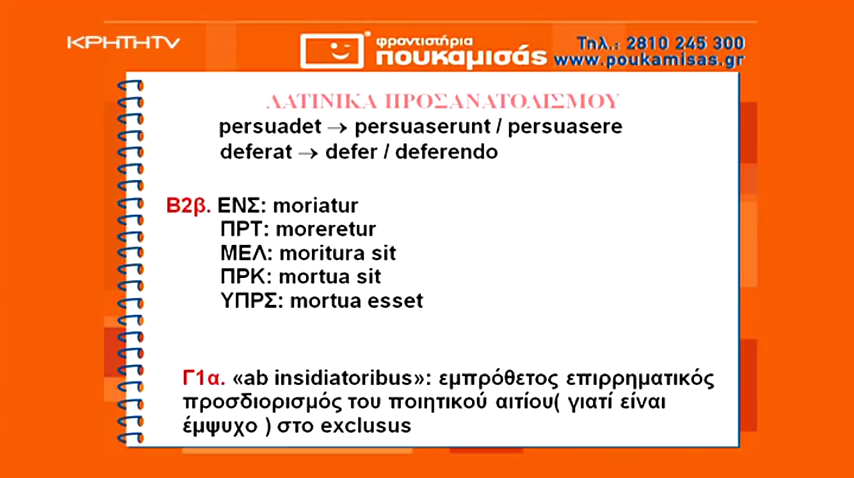 ΚΡΗΤΗTV
φροντιστήρια
πουκαμισάς
Τηλ.: 2810 245 300
www.poukamisas.gr
ΛΑΤΙΝΙΚΑ ΠΡΟΣΑΝΑΤΟΛΙΣΜΟΥ
persuadet → persuaserunt / persuasere
deferat → defer / deferendo
Β2β. ΕΝΣ: moriatur
ΠΡΤ: moreretur
ΜΕΛ: moritura sit
ΠΡΚ: mortua sit
ΥΠΡΣ: mortua esset
Γ1α. «ab insidiatoribus»: εμπρόθετος επιρρηματικός
προσδιορισμός του ποιητικού αιτίου( γιατί είναι
έμψυχο ) στο exclusus